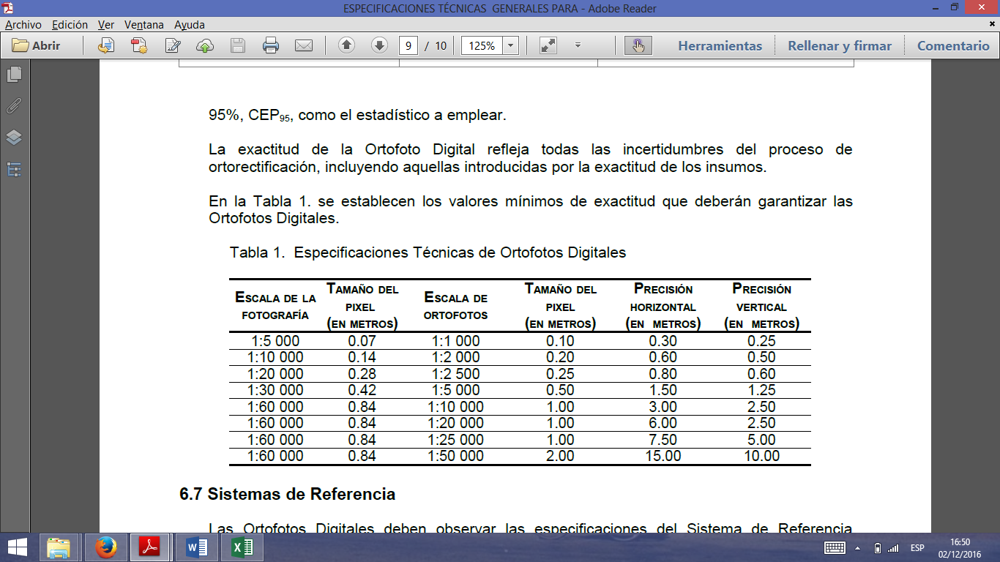 ESPECIFICACIONES TÉCNICAS  GENERALES PARA - Adobe Reader
Archivo Edición Ver Ventana Ayuda
Abrir 9 / 10 125% Herramientas Rellenar y firmar Comentario
95%, CEP95, como el estadístico a emplear.
La exactitud de la Ortofoto Digital refleja todas las incertidumbres del proceso de
ortorectificación, incluyendo aquellas introducidas por la exactitud de los insumos.
En la Tabla 1. se establecen los valores mínimos de exactitud que deberán garantizar las
Ortofotos Digitales.
Tabla 1.  Especificaciones Técnicas de Ortofotos Digitales
ESCALA DE LA FOTOGRAFÍA TAMAÑO DEL PIXEL (EN METROS) ESCALA DE ORTOFOTOS TAMAÑO DEL PIXEL (EN METROS) PRECISIÓN HORIZONTAL (EN METROS) PRECISIÓN VERTICAL (EN METROS)
1:5 000 0.07 1:1 000 0.10 0.30 0.25
1:10 000 0.14 1:2 000 0.20 0.60 0.50
1:20 000 0.28 1:2 500 0.25 0.80 0.60
1:30 000 0.42 1:5 000 0.50 1.50 1.25
1:60 000 0.84 1:10 000 1.00 3.00 2.50
1:60 000 0.84 1:20 000 1.00 6.00 2.50
1:60 000 0.84 1:25 000 1.00 7.50 5.00
1:60 000 0.84 1:50 000 2.00 15.00 10.00
6.7 Sistemas de Referencia
Las Ortofotos Digitales deben observar las especificaciones del Sistema de Referencia
ESP 16:50
02/12/2016